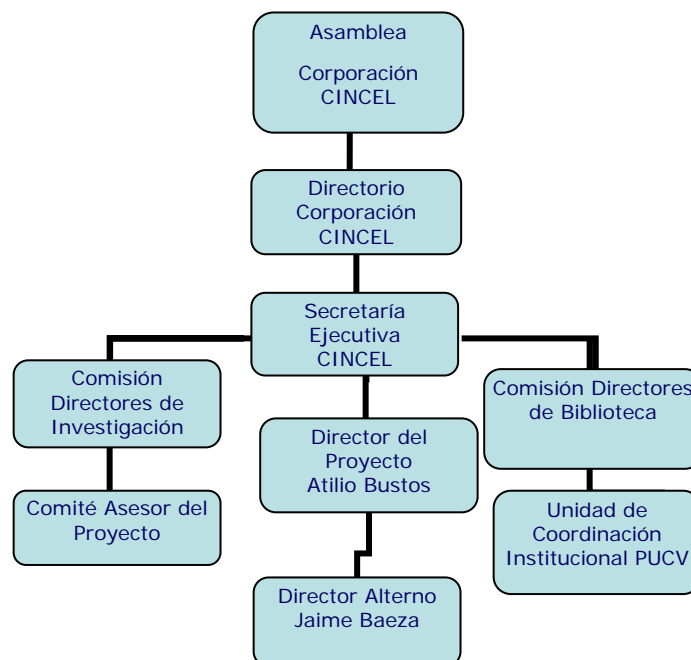 Asamblea
Corporación
CINCEL
Directorio
Corporación
CINCEL
Secretaría
Ejecutiva
CINCEL
Comisión
Directores de
Investigación
Comité Asesor del
Proyecto
Director del
Proyecto
Atilio Bustos
Director Alterno
Jaime Baeza
Comisión Directores
de Biblioteca
Unidad de
Coordinación
Institucional PUCV